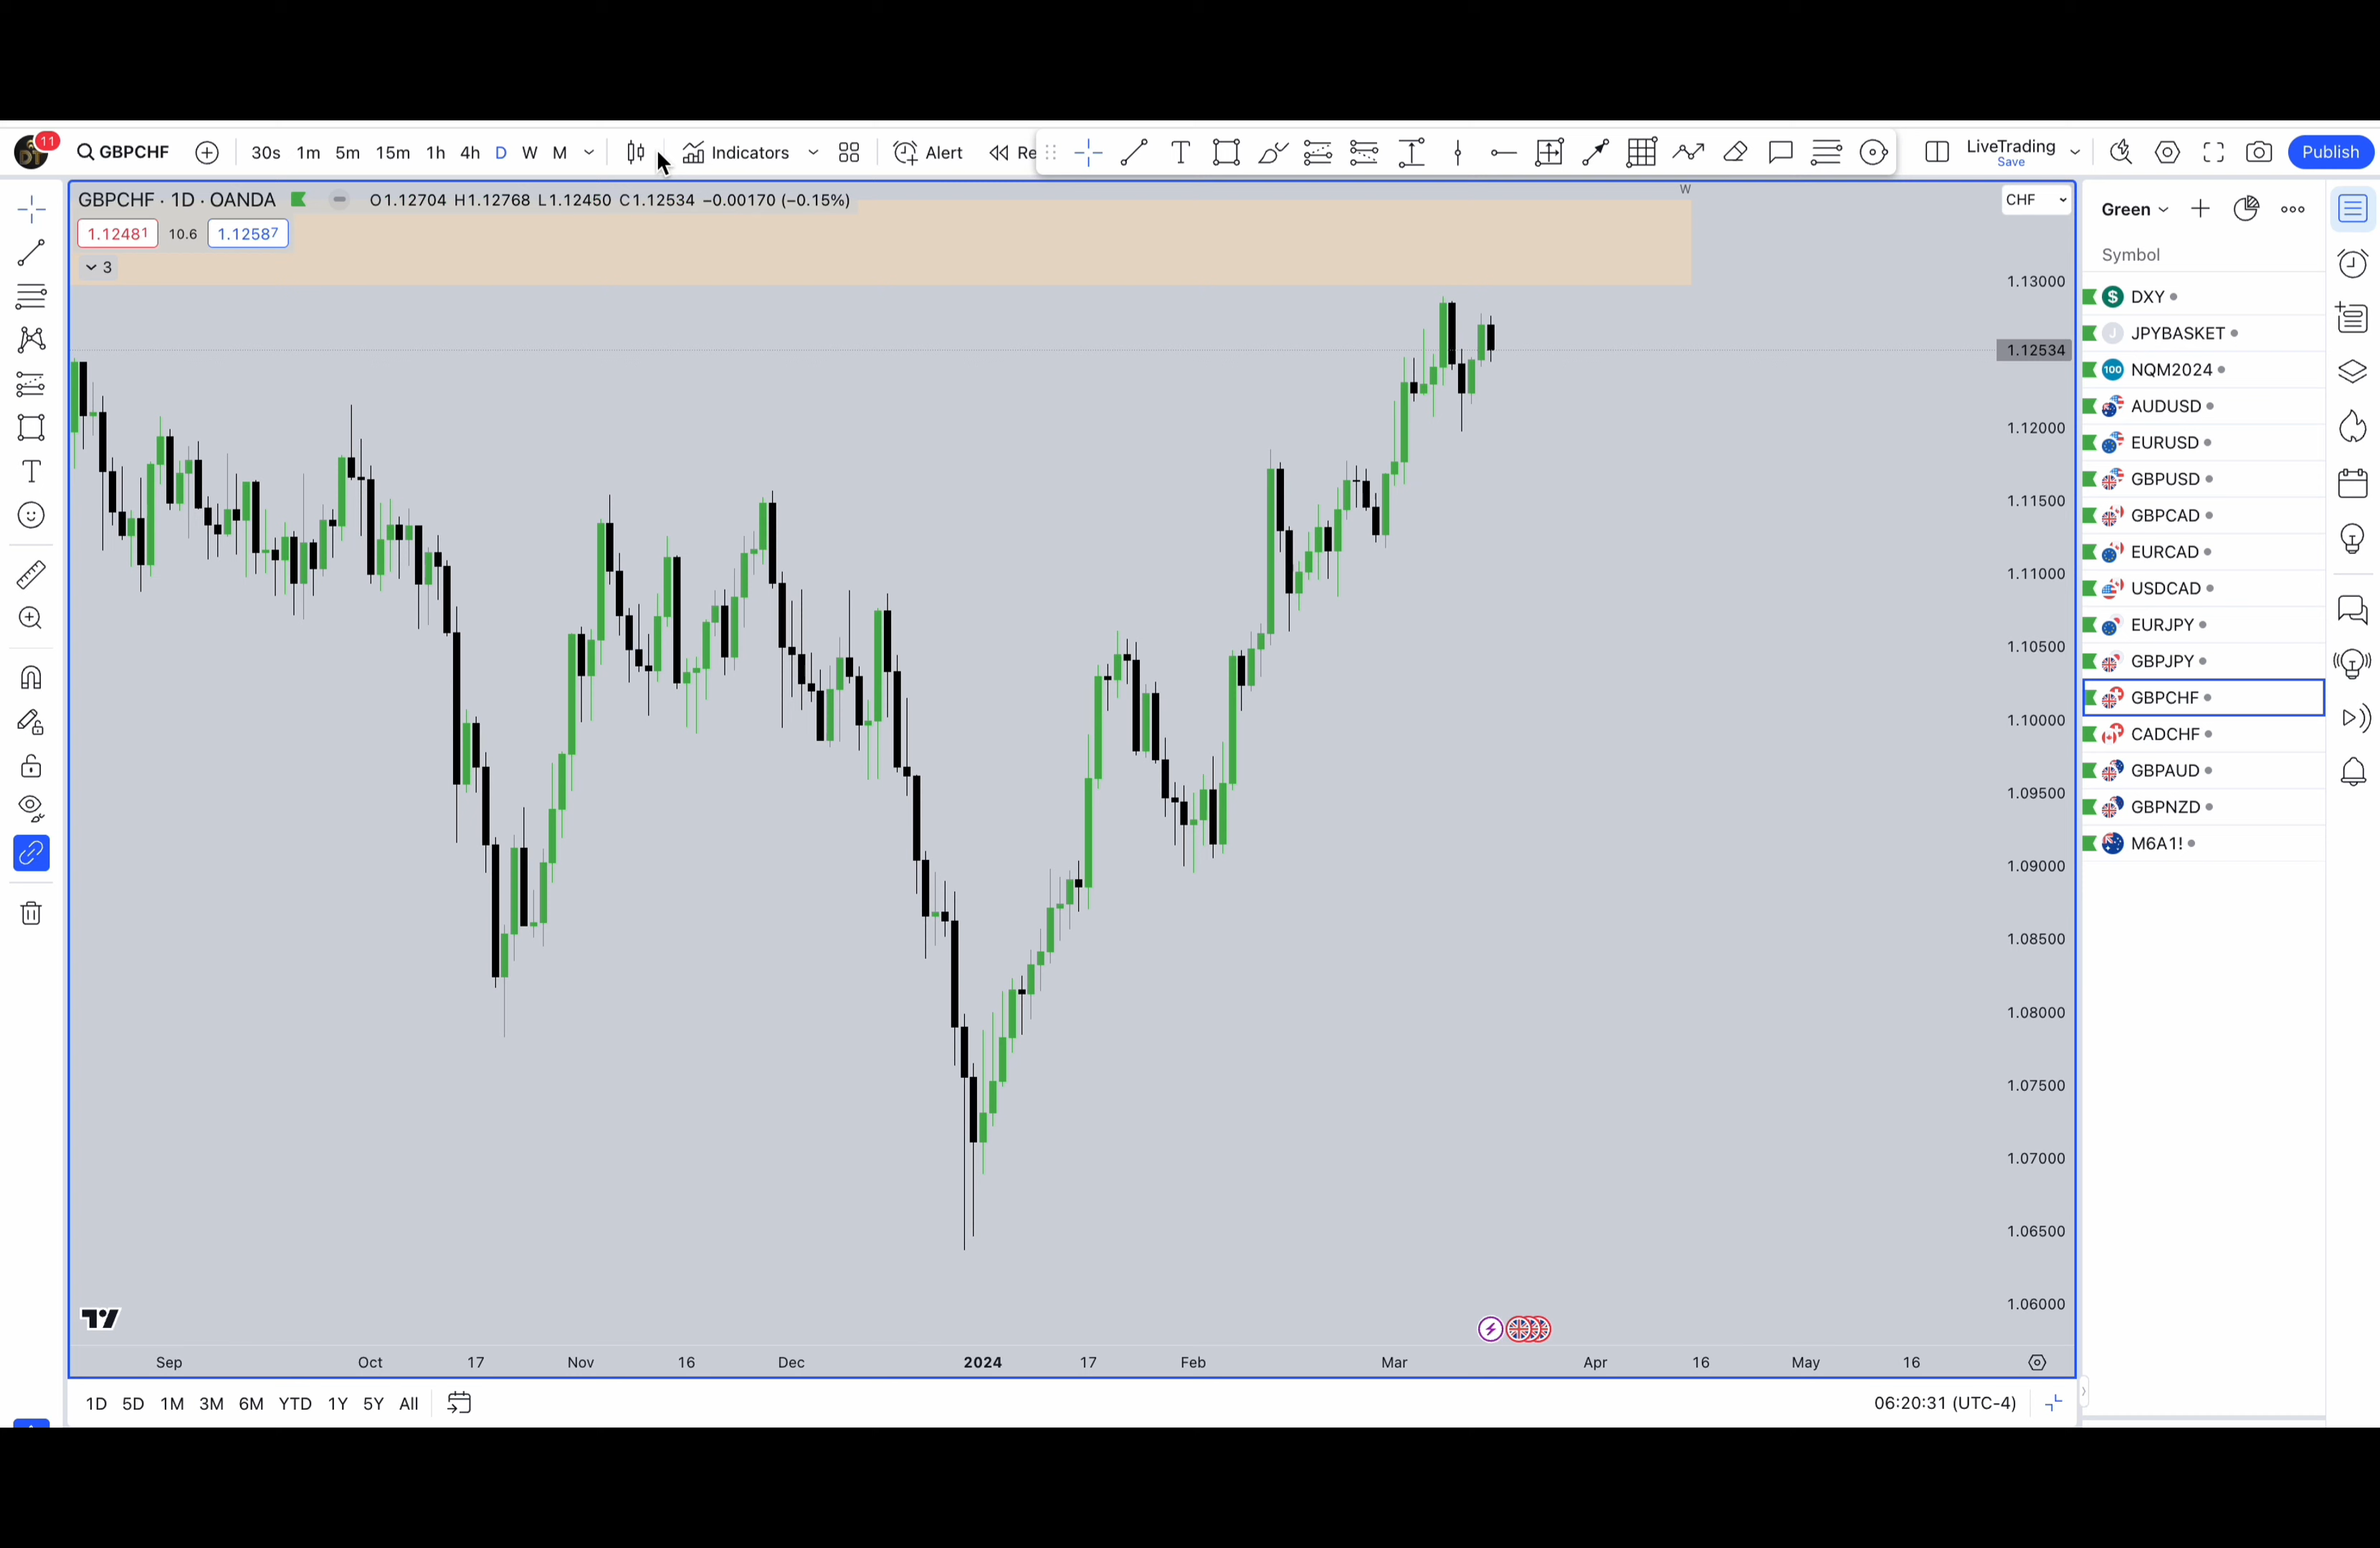 11
GBPCHF 30s 1m 5m 15m 1h 4h D W M Indicators Alert Re LiveTrading Publish
Save
GBPCHF · 1D · OANDA O1.12704 H1.12768 L1.12450 C1.12534 −0.00170 (−0.15%)
W
CHF
1.12481 10.6 1.12587
3
1.13000
1.12534
1.12000
1.11500
1.11000
1.10500
1.10000
1.09500
1.09000
1.08500
1.08000
1.07500
1.07000
1.06500
1.06000
Sep Oct 17 Nov 16 Dec 2024 17 Feb Mar Apr 16 May 16
1D 5D 1M 3M 6M YTD 1Y 5Y All 06:20:31 (UTC-4)
Green
Symbol
$ DXY
J JPYBASKET
100 NQM2024
AUDUSD
EURUSD
GBPUSD
GBPCAD
EURCAD
USDCAD
EURJPY
GBPJPY
GBPCHF
CADCHF
GBPAUD
GBPNZD
M6A1!